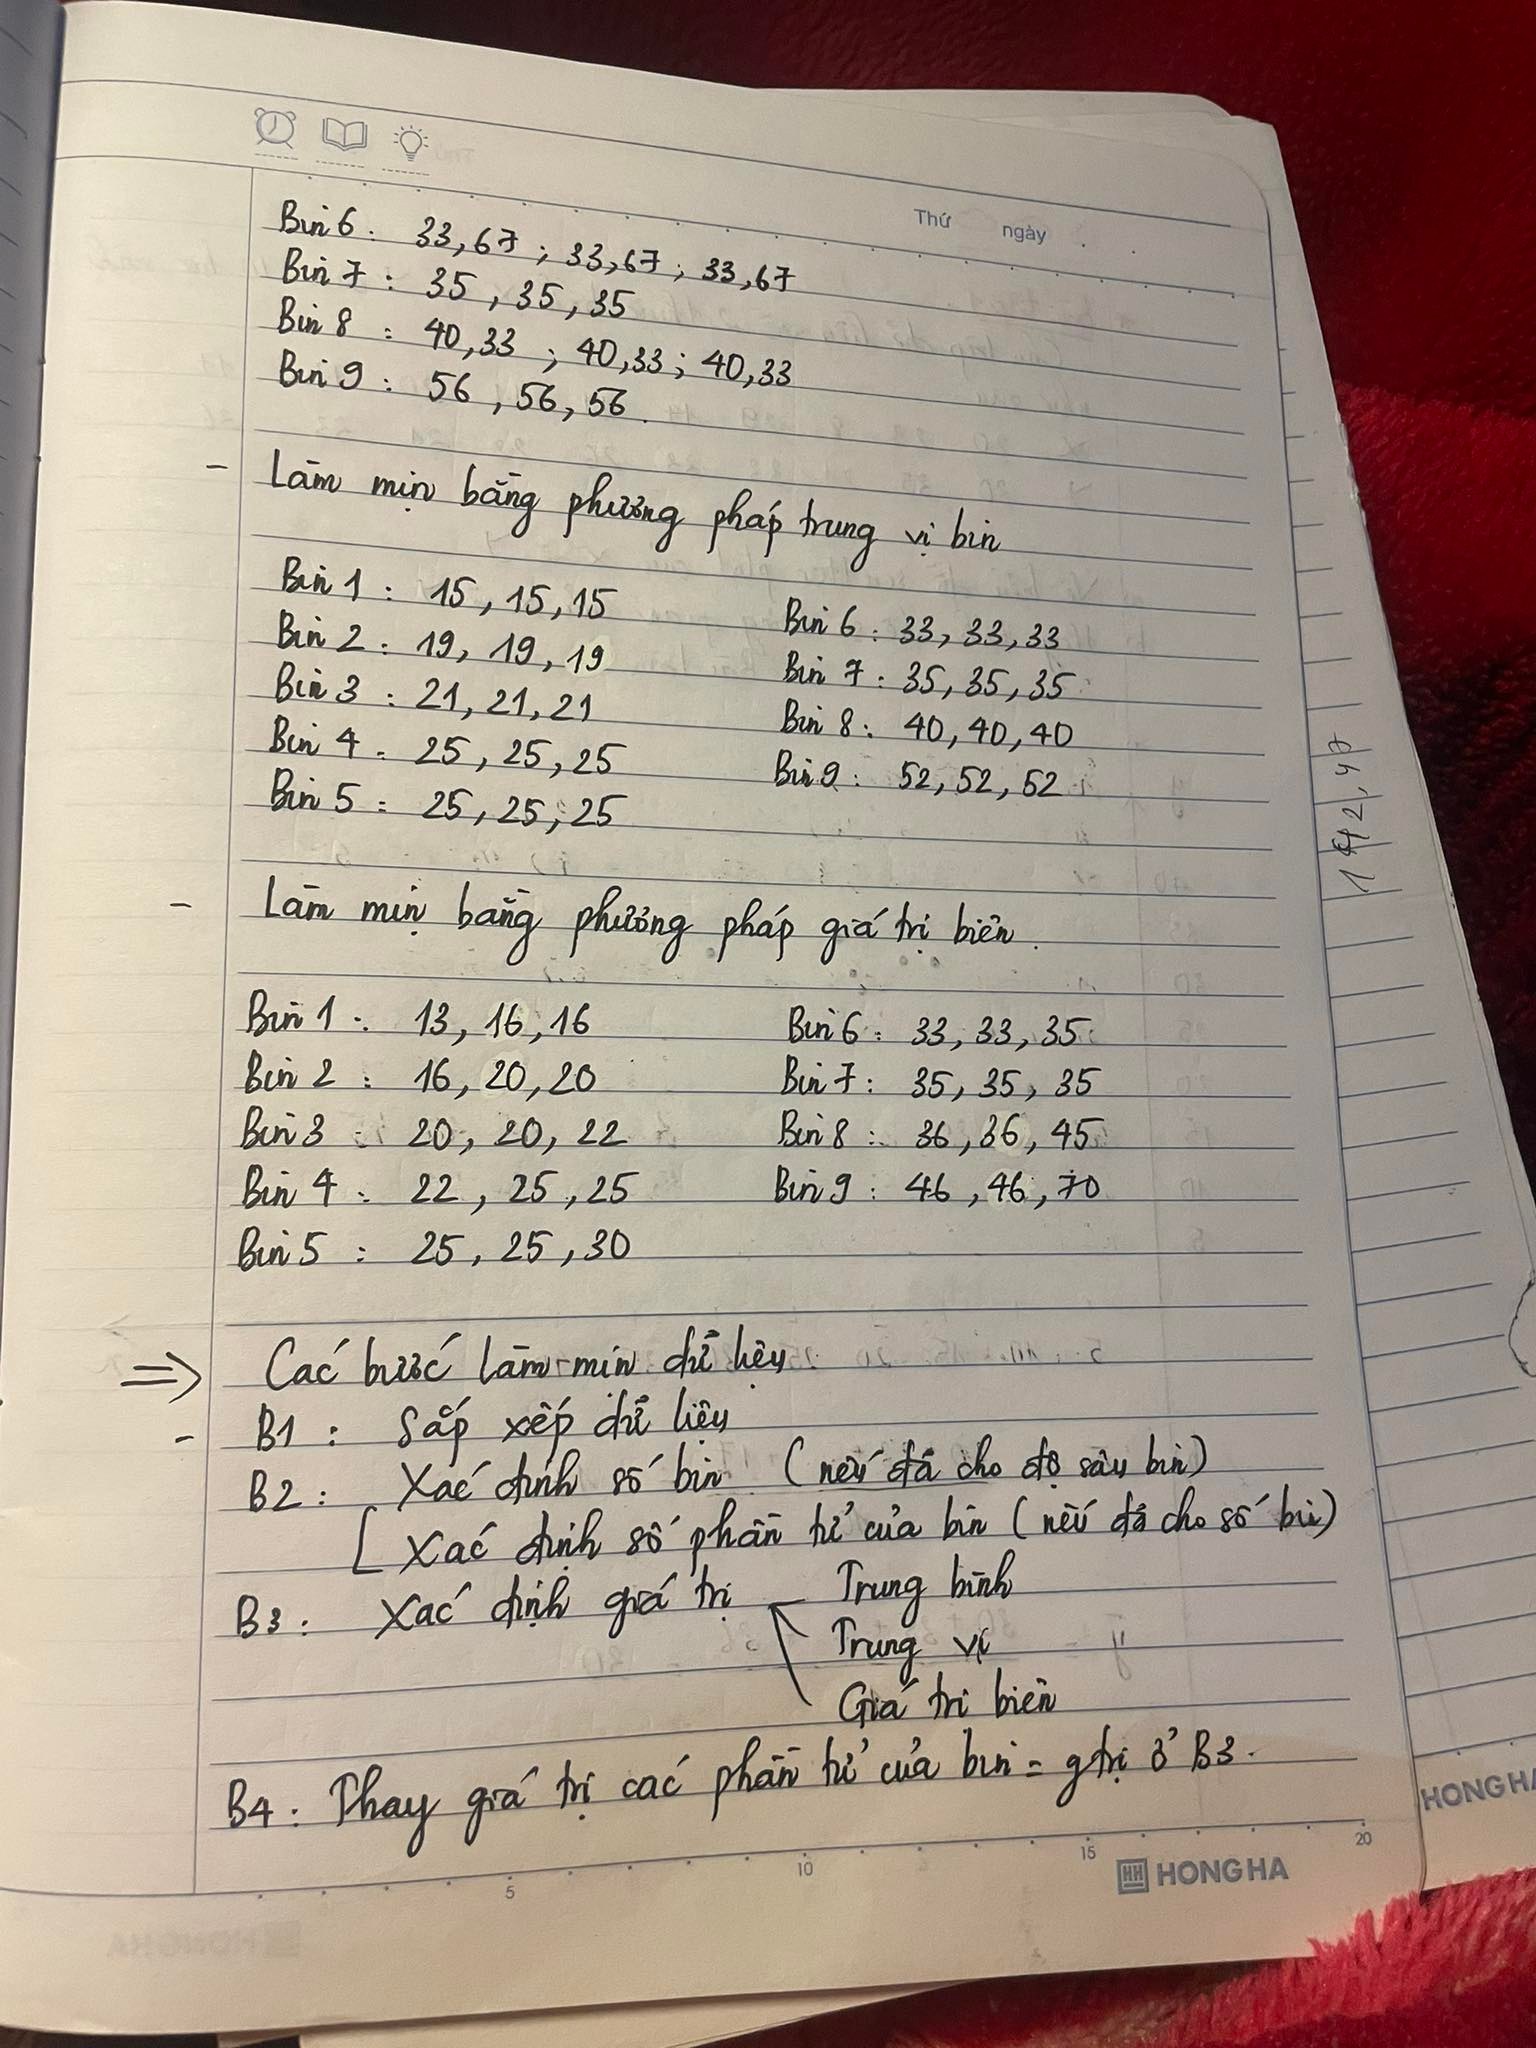 Thứ ngày
Bin 6: 33,67 ; 33,67 ; 33,67
Bin 7: 35, 35, 35
Bin 8: 40,33 ; 40,33 ; 40,33
Bin 9: 56, 56, 56.
- Làm mịn bằng phương pháp trung vị bin
Bin 1: 15, 15, 15
Bin 2: 19, 19, 19
Bin 3: 21, 21, 21
Bin 4: 25, 25, 25
Bin 5: 25, 25, 25
Bin 6: 33, 33, 33
Bin 7: 35, 35, 35
Bin 8: 40, 40, 40
Bin 9: 52, 52, 52
- Làm mịn bằng phương pháp giá trị biên.
Bin 1: 13, 16, 16
Bin 2: 16, 20, 20
Bin 3: 20, 20, 22
Bin 4: 22, 25, 25
Bin 5: 25, 25, 30
Bin 6: 33, 33, 35
Bin 7: 35, 35, 35
Bin 8: 36, 36, 45
Bin 9: 46, 46, 70
=> Các bước làm mịn dữ liệu
- B1: Sắp xếp dữ liệu
B2: Xác định số bin (nếu đã cho độ sâu bin)
[ Xác định số phần tử của bin (nếu đã cho số bin)
B3: Xác định giá trị Trung bình
Trung vị
Giá trị biên
B4: Thay giá trị các phần tử của bin = gtrị ở B3.
5 10 15 20
HH HONG HA
HONG HA